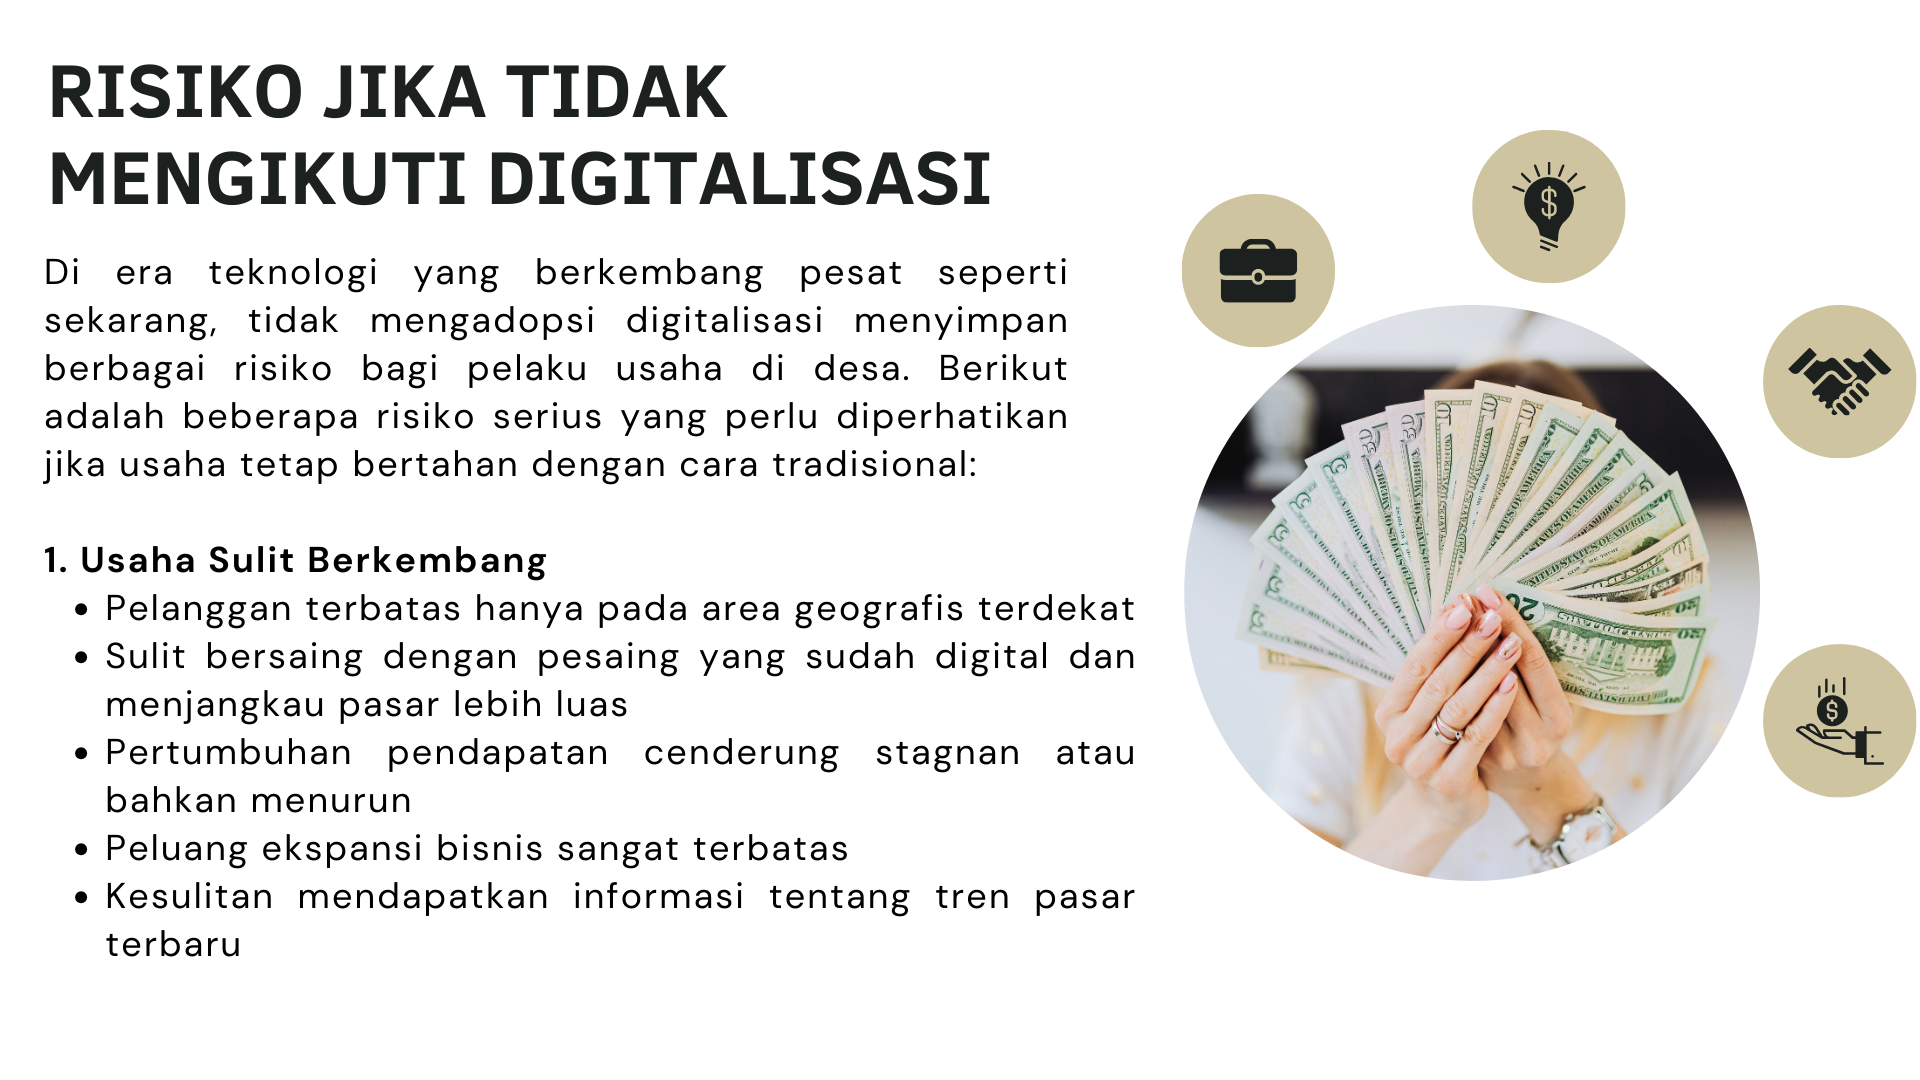 RISIKO JIKA TIDAK
MENGIKUTI DIGITALISASI
Di era teknologi yang berkembang pesat seperti
sekarang, tidak mengadopsi digitalisasi menyimpan
berbagai risiko bagi pelaku usaha di desa. Berikut
adalah beberapa risiko serius yang perlu diperhatikan
jika usaha tetap bertahan dengan cara tradisional:
1. Usaha Sulit Berkembang
• Pelanggan terbatas hanya pada area geografis terdekat
• Sulit bersaing dengan pesaing yang sudah digital dan
menjangkau pasar lebih luas
• Pertumbuhan pendapatan cenderung stagnan atau
bahkan menurun
• Peluang ekspansi bisnis sangat terbatas
• Kesulitan mendapatkan informasi tentang tren pasar
terbaru